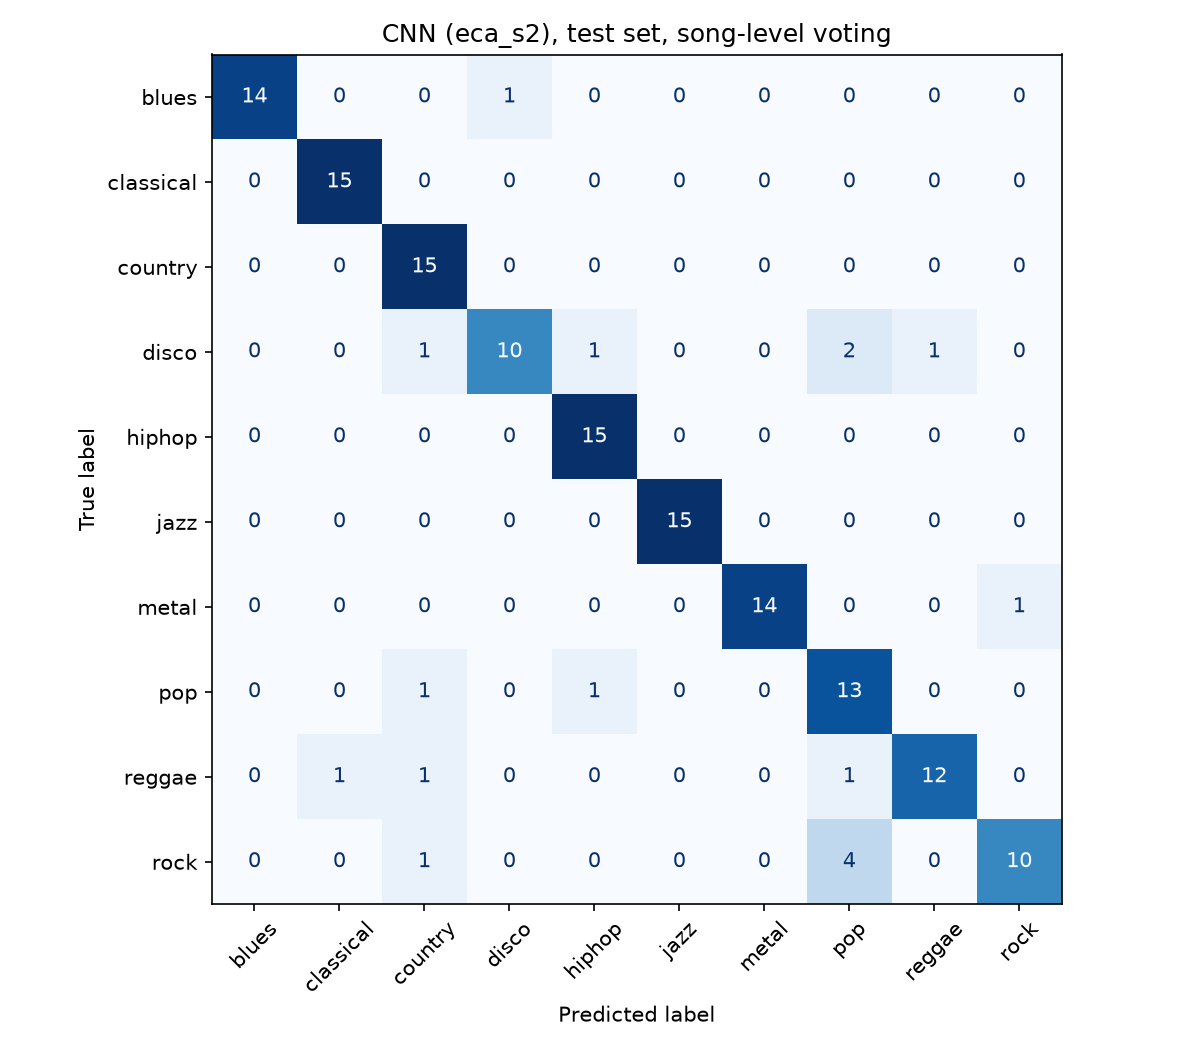 CNN (eca_s2), test set, song-level voting
blues 14 0 0 1 0 0 0 0 0 0
classical 0 15 0 0 0 0 0 0 0 0
country 0 0 15 0 0 0 0 0 0 0
disco 0 0 1 10 1 0 0 2 1 0
hiphop 0 0 0 0 15 0 0 0 0 0
jazz 0 0 0 0 0 15 0 0 0 0
metal 0 0 0 0 0 0 14 0 0 1
pop 0 0 1 0 1 0 0 13 0 0
reggae 0 1 1 0 0 0 0 1 12 0
rock 0 0 1 0 0 0 0 4 0 10
True label
blues classical country disco hiphop jazz metal pop reggae rock
Predicted label